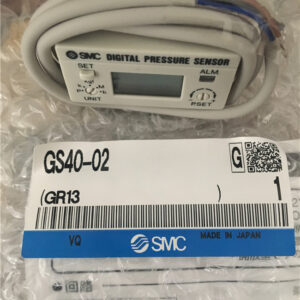 SMC DIGITAL PRESSURE SENSOR
SET
ALM
UNIT
PSET
GS40-02
G
(GR13 )
1
VQ SMC MADE IN JAPAN